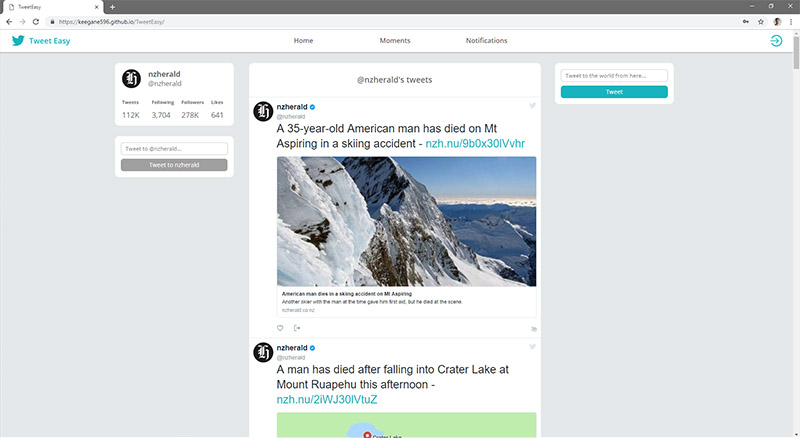 TweetEasy
https://keegane596.github.io/TweetEasy/
Tweet Easy
Home
Moments
Notifications
nzherald
@nzherald
Tweets Following Followers Likes
112K 3,704 278K 641
Tweet to @nzherald...
Tweet to nzherald
@nzherald's tweets
nzherald
@nzherald
A 35-year-old American man has died on Mt
Aspiring in a skiing accident - nzh.nu/9b0x30lVvhr
American man dies in a skiing accident on Mt Aspiring
Another skier with the man at the time gave him first aid, but he died at the scene.
nzherald.co.nz
nzherald
@nzherald
A man has died after falling into Crater Lake at
Mount Ruapehu this afternoon -
nzh.nu/2iWJ30lVtuZ
Crater Lake
Tweet to the world from here...
Tweet